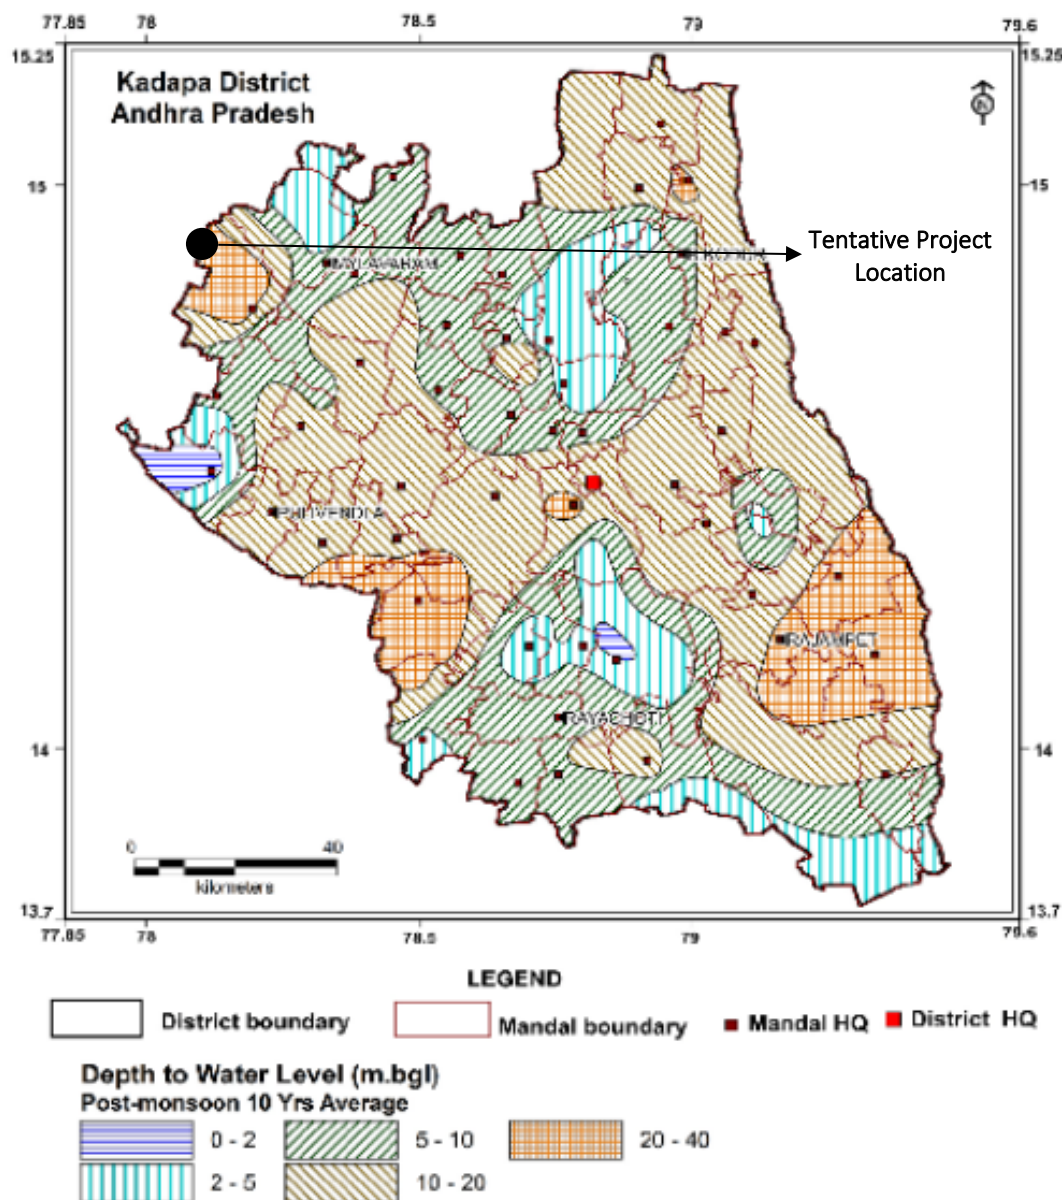 77.85 78 78.5 79 79.6
15.25 15.25
Kadapa District
Andhra Pradesh
N
15 15
Tentative Project
Location
MYLAVARAM
PULIVENDLA
RAJAMPET
RAYACHOTI
14 14
0 40
kilometers
13.7 13.7
77.85 78 78.5 79 79.6
LEGEND
District boundary Mandal boundary Mandal HQ District HQ
Depth to Water Level (m.bgl)
Post-monsoon 10 Yrs Average
0 - 2 5 - 10 20 - 40
2 - 5 10 - 20